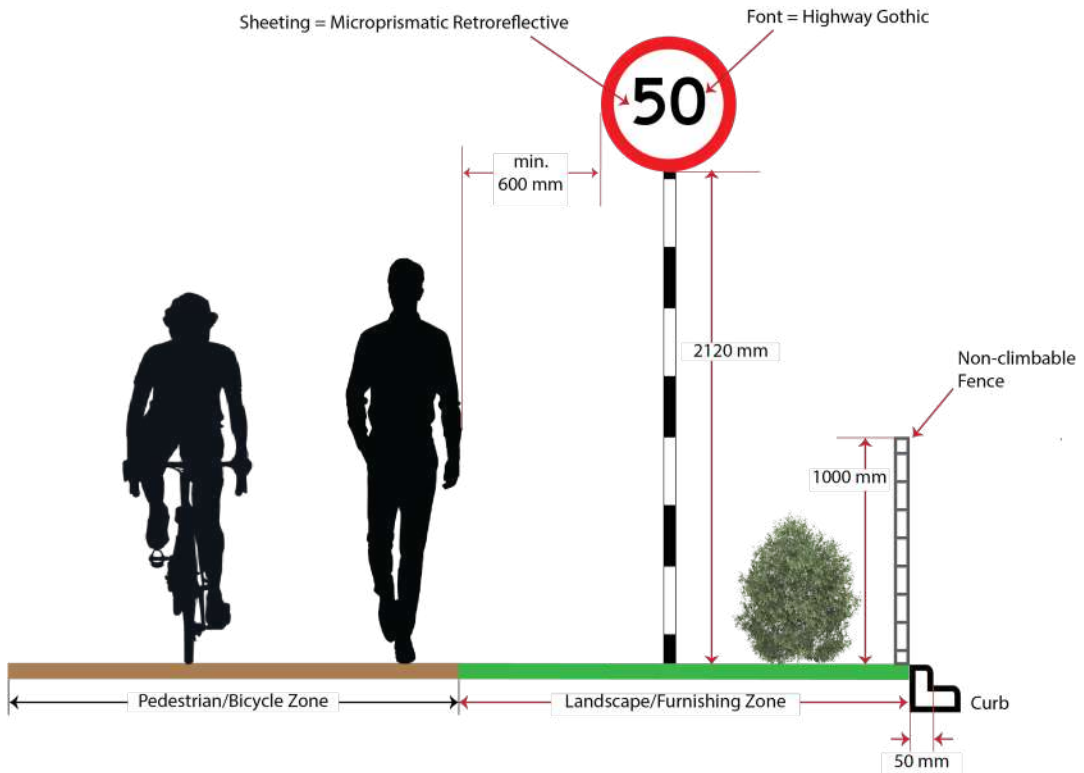 Sheeting = Microprismatic Retroreflective
Font = Highway Gothic
50
min.
600 mm
2120 mm
Non-climbable
Fence
1000 mm
Pedestrian/Bicycle Zone
Landscape/Furnishing Zone
Curb
50 mm